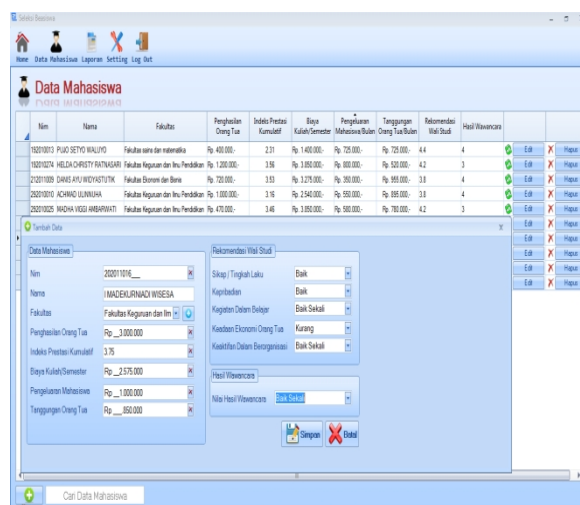 Seleksi Beasiswa
Home Data Mahasiswa Laporan Setting Log Out
Data Mahasiswa
Nim Nama Fakultas Penghasilan Orang Tua Indeks Prestasi Kumulatif Biaya Kuliah/Semester Pengeluaran Mahasiswa/Bulan Tanggungan Orang Tua/Bulan Rekomendasi Wali Studi Hasil Wawancara
192010013 PUJO SETYO WALUYO Fakultas sains dan matematika Rp. 400.000,- 2.31 Rp. 1.400.000,- Rp. 725.000,- Rp. 725.000,- 4.4 4 Edit Hapus
192010274 HELDA CHRISTY RATNASARI Fakultas Keguruan dan Ilmu Pendidikan Rp. 1.200.000,- 3.56 Rp. 3.050.000,- Rp. 800.000,- Rp. 520.000,- 4.2 3 Edit Hapus
212011009 DANIS AYU WIDYASTUTIK Fakultas Ekonomi dan Bisnis Rp. 720.000,- 3.53 Rp. 3.275.000,- Rp. 350.000,- Rp. 955.000,- 3.8 4 Edit Hapus
292010010 ACHMAD ULINNUHA Fakultas Keguruan dan Ilmu Pendidikan Rp. 1.000.000,- 3.16 Rp. 2.540.000,- Rp. 550.000,- Rp. 895.000,- 3.8 4 Edit Hapus
292010025 MADHA VIGGI AMBARWATI Fakultas Keguruan dan Ilmu Pendidikan Rp. 470.000,- 3.46 Rp. 3.850.000,- Rp. 560.000,- Rp. 780.000,- 4.2 3 Edit Hapus
Edit Hapus
Edit Hapus
Edit Hapus
Edit Hapus
Tambah Data
Data Mahasiswa
Nim 202011016___
Nama I MADEKURNIADI WISESA
Fakultas Fakultas Keguruan dan Ilm
Penghasilan Orang Tua Rp __3.000.000
Indeks Prestasi Kumulatif 3.75
Biaya Kuliah/Semester Rp __2.575.000
Pengeluaran Mahasiswa Rp __1.000.000
Tanggungan Orang Tua Rp ___.850.000
Rekomendasi Wali Studi
Sikap / Tingkah Laku Baik
Kepribadian Baik
Kegiatan Dalam Belajar Baik Sekali
Keadaan Ekonomi Orang Tua Kurang
Keaktifan Dalam Berorganisasi Baik Sekali
Hasil Wawancara
Nilai Hasil Wawancara Baik Sekali
Simpan Batal
Cari Data Mahasiswa